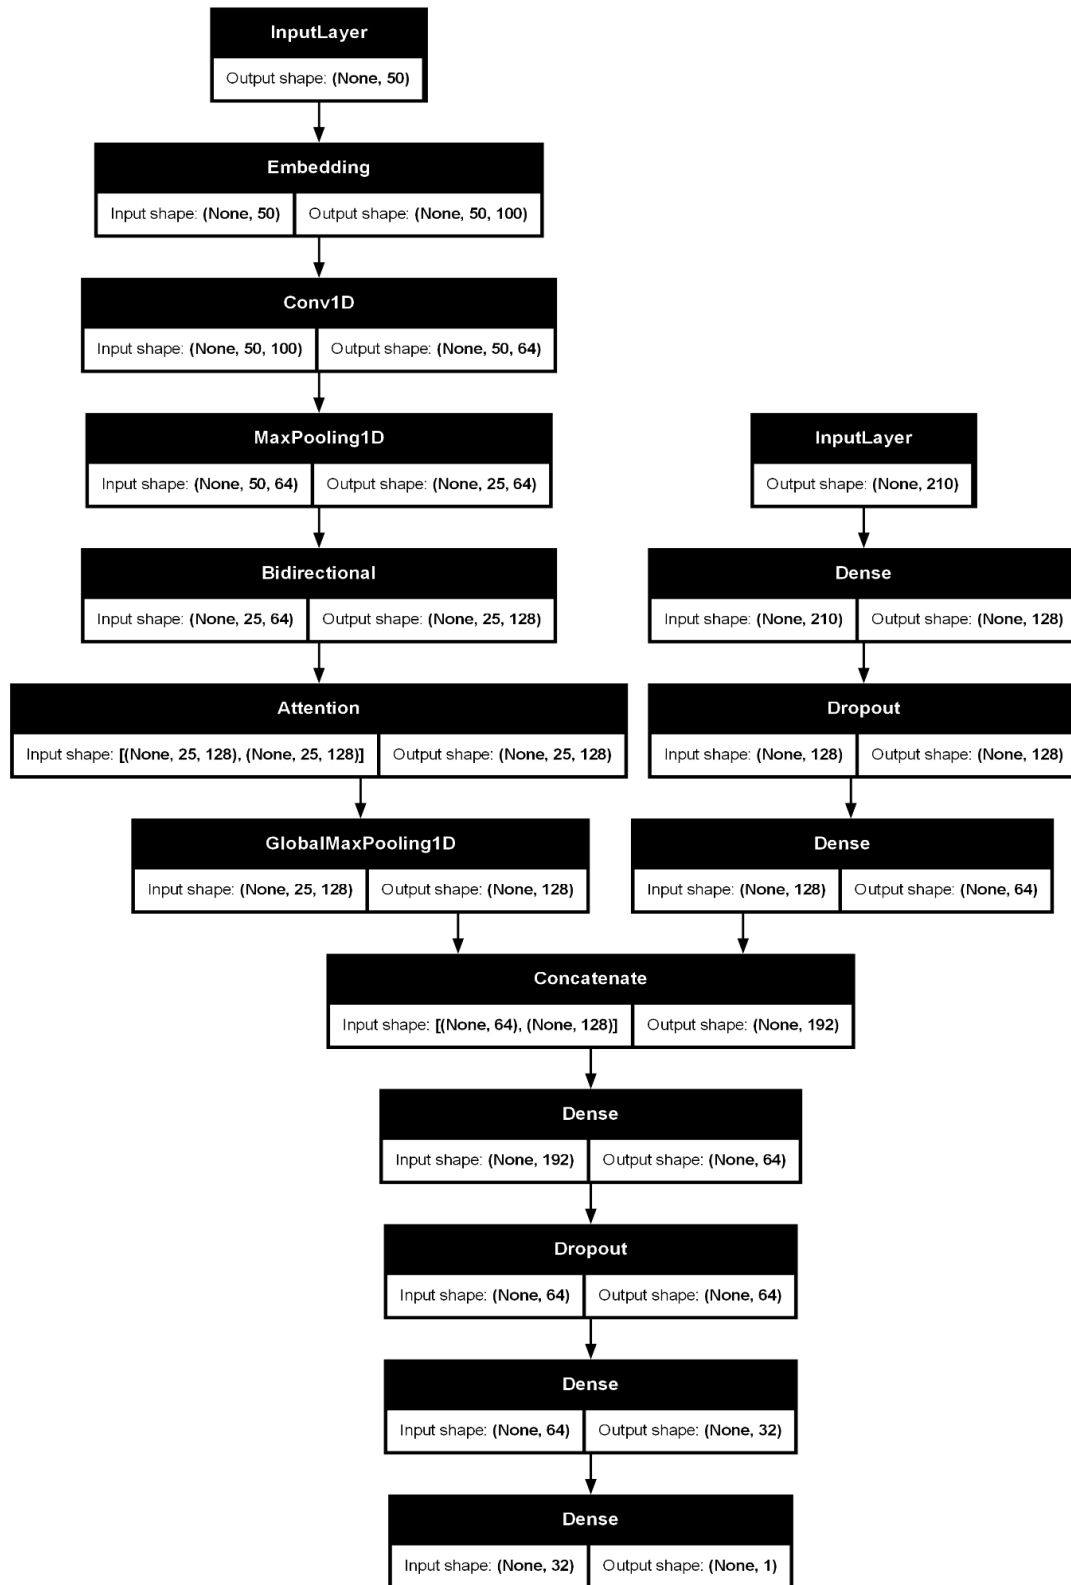 InputLayer
Output shape: (None, 50)
Embedding
Input shape: (None, 50) Output shape: (None, 50, 100)
Conv1D
Input shape: (None, 50, 100) Output shape: (None, 50, 64)
MaxPooling1D
Input shape: (None, 50, 64) Output shape: (None, 25, 64)
Bidirectional
Input shape: (None, 25, 64) Output shape: (None, 25, 128)
Attention
Input shape: [(None, 25, 128), (None, 25, 128)] Output shape: (None, 25, 128)
GlobalMaxPooling1D
Input shape: (None, 25, 128) Output shape: (None, 128)
InputLayer
Output shape: (None, 210)
Dense
Input shape: (None, 210) Output shape: (None, 128)
Dropout
Input shape: (None, 128) Output shape: (None, 128)
Dense
Input shape: (None, 128) Output shape: (None, 64)
Concatenate
Input shape: [(None, 64), (None, 128)] Output shape: (None, 192)
Dense
Input shape: (None, 192) Output shape: (None, 64)
Dropout
Input shape: (None, 64) Output shape: (None, 64)
Dense
Input shape: (None, 64) Output shape: (None, 32)
Dense
Input shape: (None, 32) Output shape: (None, 1)